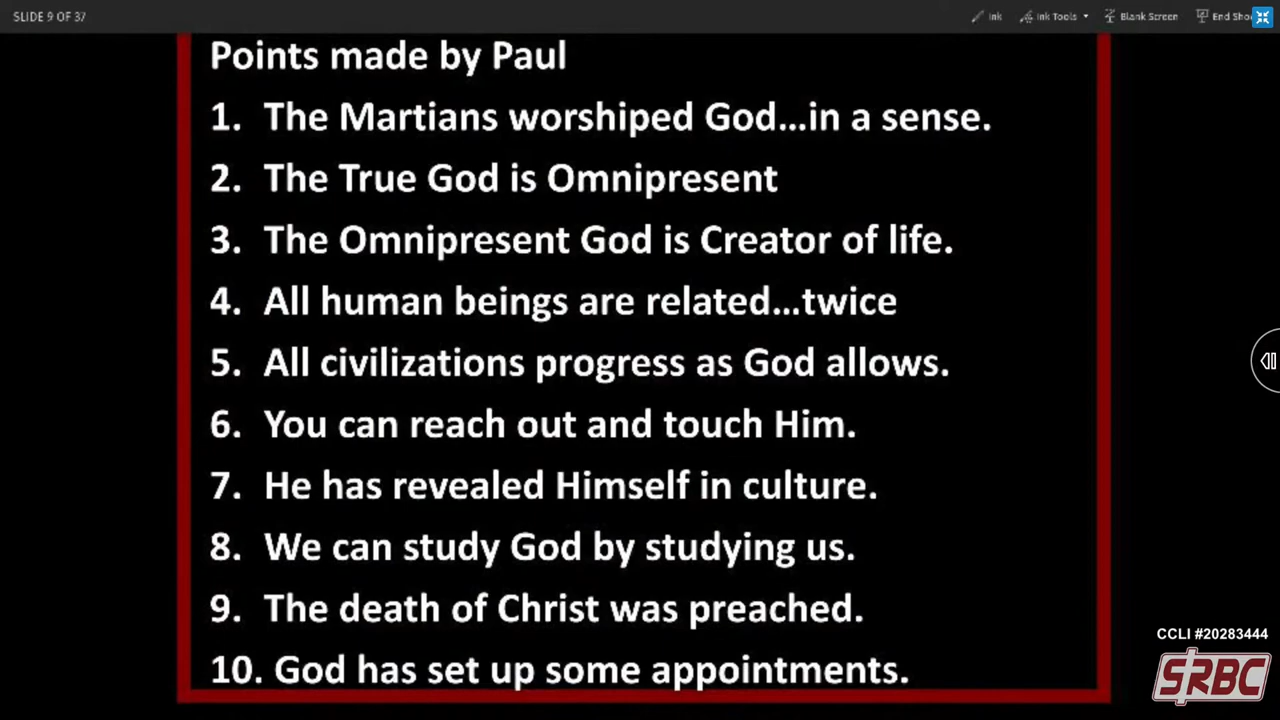 SLIDE 9 OF 37
Ink
Ink Tools
Blank Screen
End Sho
Points made by Paul
1. The Martians worshiped God...in a sense.
2. The True God is Omnipresent
3. The Omnipresent God is Creator of life.
4. All human beings are related...twice
5. All civilizations progress as God allows.
6. You can reach out and touch Him.
7. He has revealed Himself in culture.
8. We can study God by studying us.
9. The death of Christ was preached.
10. God has set up some appointments.
CCLI #20283444
SRBC